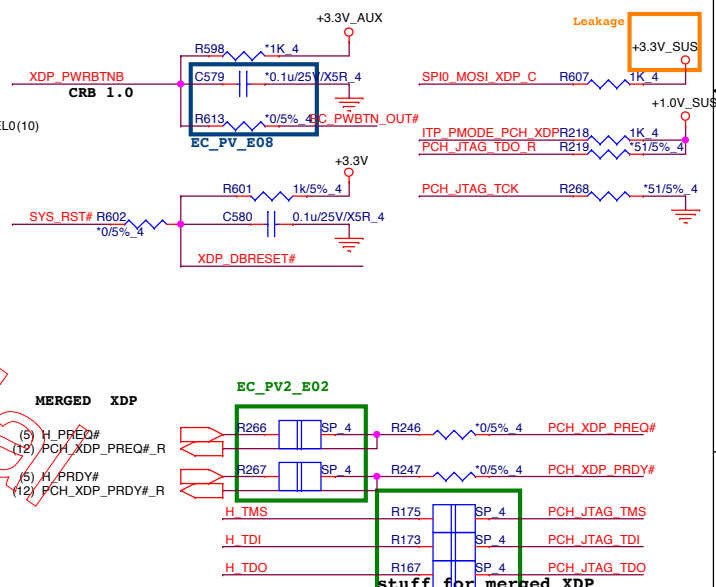 +3.3V_AUX
R598 *1K_4
XDP_PWRBTNB
C579 *0.1u/25V/X5R_4
CRB 1.0
EL0(10)
R613 *0/5%_4 EC_PWBTN_OUT#
EC_PV_E08
Leakage
+3.3V_SUS
SPI0_MOSI_XDP_C R607 1K_4
+1.0V_SUS
ITP_PMODE_PCH_XDP R218 1K_4
PCH_JTAG_TDO_R R219 *51/5%_4
PCH_JTAG_TCK R268 *51/5%_4
+3.3V
R601 1k/5%_4
SYS_RST# R602
*0/5%_4
C580 0.1u/25V/X5R_4
XDP_DBRESET#
EC_PV2_E02
MERGED XDP
(5) H_PREQ#
(12) PCH_XDP_PREQ#_R
R266 SP_4 R246 *0/5%_4 PCH_XDP_PREQ#
(5) H_PRDY#
(12) PCH_XDP_PRDY#_R
R267 SP_4 R247 *0/5%_4 PCH_XDP_PRDY#
H_TMS R175 SP_4 PCH_JTAG_TMS
H_TDI R173 SP_4 PCH_JTAG_TDI
H_TDO R167 SP_4 PCH_JTAG_TDO
stuff for merged XDP